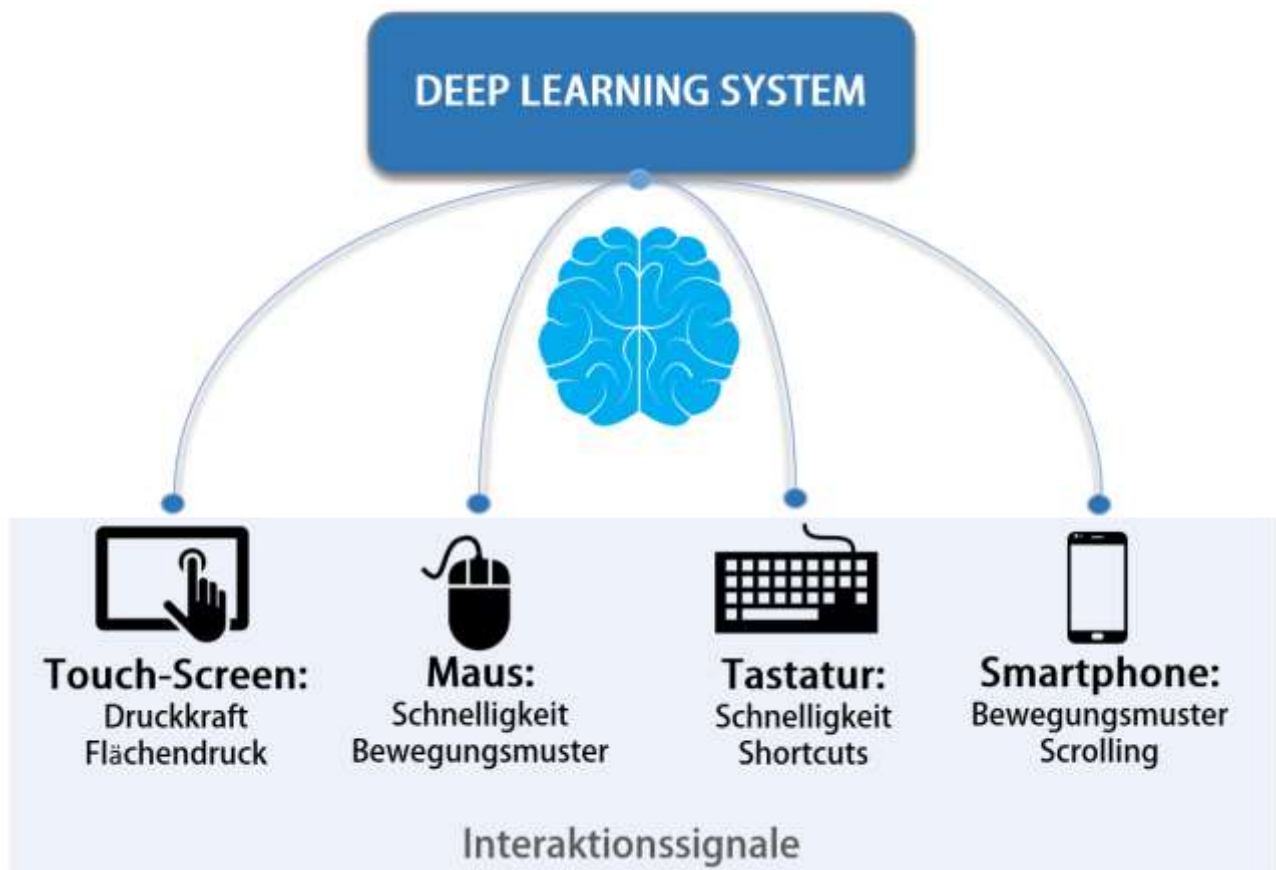 DEEP LEARNING SYSTEM
Touch-Screen:
Druckkraft
Flächendruck
Maus:
Schnelligkeit
Bewegungsmuster
Tastatur:
Schnelligkeit
Shortcuts
Smartphone:
Bewegungsmuster
Scrolling
Interaktionssignale